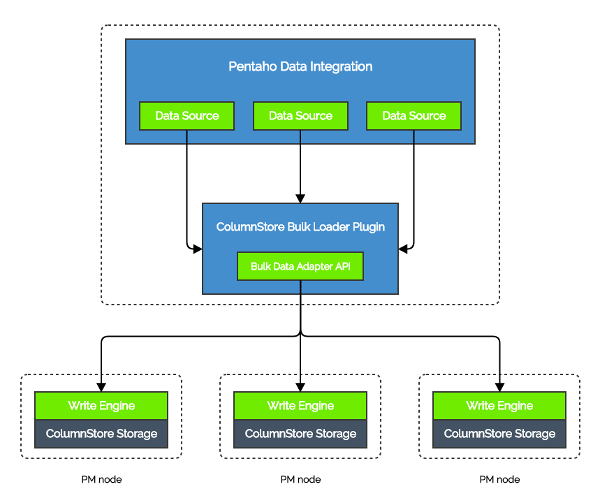 Pentaho Data Integration
Data Source
Data Source
Data Source
ColumnStore Bulk Loader Plugin
Bulk Data Adapter API
Write Engine
Write Engine
Write Engine
ColumnStore Storage
ColumnStore Storage
ColumnStore Storage
PM node
PM node
PM node